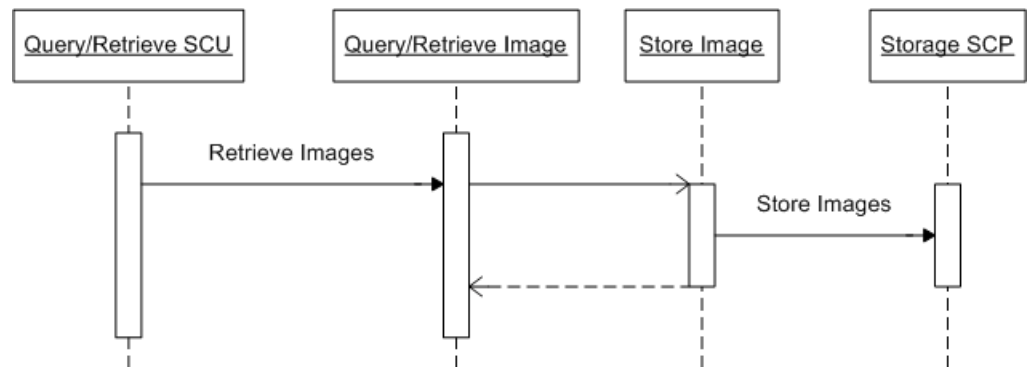 Query/Retrieve SCU
Query/Retrieve Image
Store Image
Storage SCP
Retrieve Images
Store Images